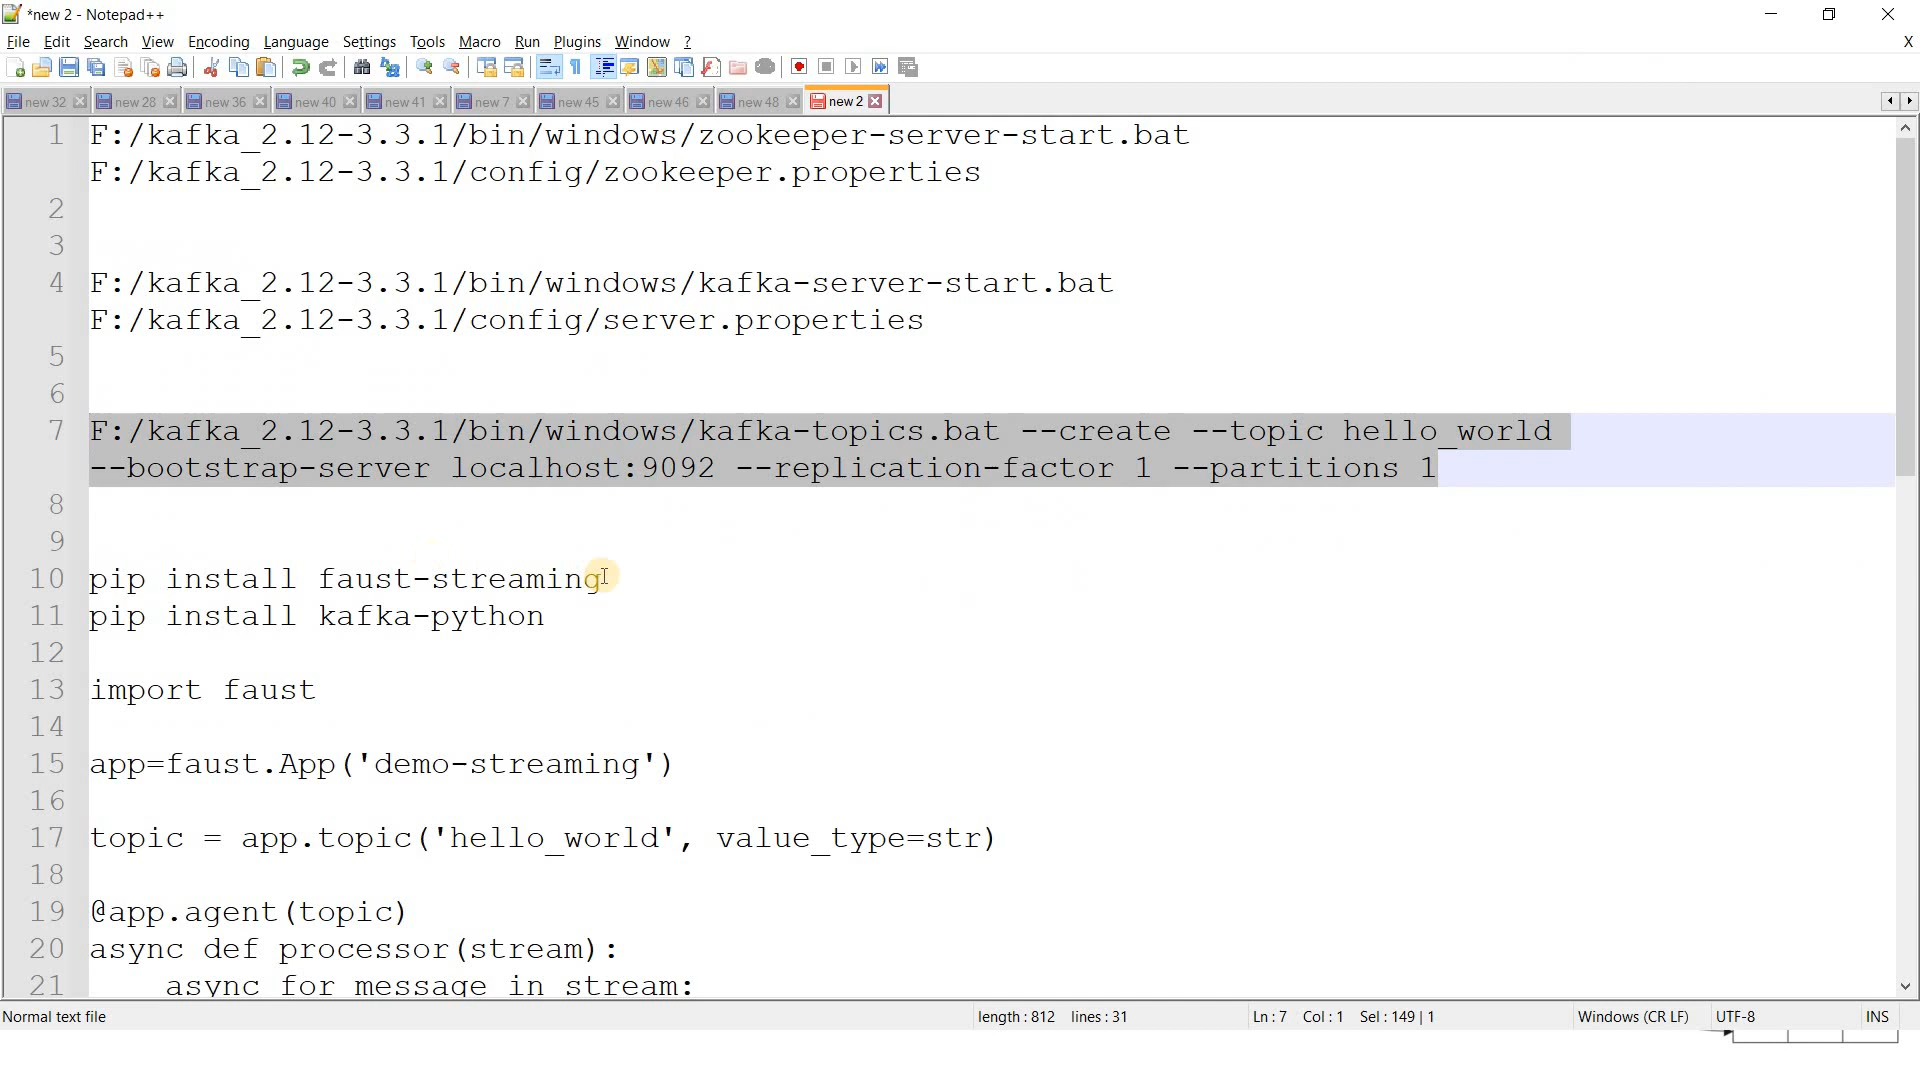 *new 2 - Notepad++
File Edit Search View Encoding Language Settings Tools Macro Run Plugins Window ? X
new 32 new 28 new 36 new 40 new 41 new 7 new 45 new 46 new 48 new 2
1 F:/kafka_2.12-3.3.1/bin/windows/zookeeper-server-start.bat
F:/kafka_2.12-3.3.1/config/zookeeper.properties
2
3
4 F:/kafka_2.12-3.3.1/bin/windows/kafka-server-start.bat
F:/kafka_2.12-3.3.1/config/server.properties
5
6
7 F:/kafka_2.12-3.3.1/bin/windows/kafka-topics.bat --create --topic hello_world
--bootstrap-server localhost:9092 --replication-factor 1 --partitions 1
8
9
10 pip install faust-streaming
11 pip install kafka-python
12
13 import faust
14
15 app=faust.App('demo-streaming')
16
17 topic = app.topic('hello_world', value_type=str)
18
19 @app.agent(topic)
20 async def processor(stream):
21 async for message in stream:
Normal text file length : 812 lines : 31 Ln : 7 Col : 1 Sel : 149 | 1 Windows (CR LF) UTF-8 INS